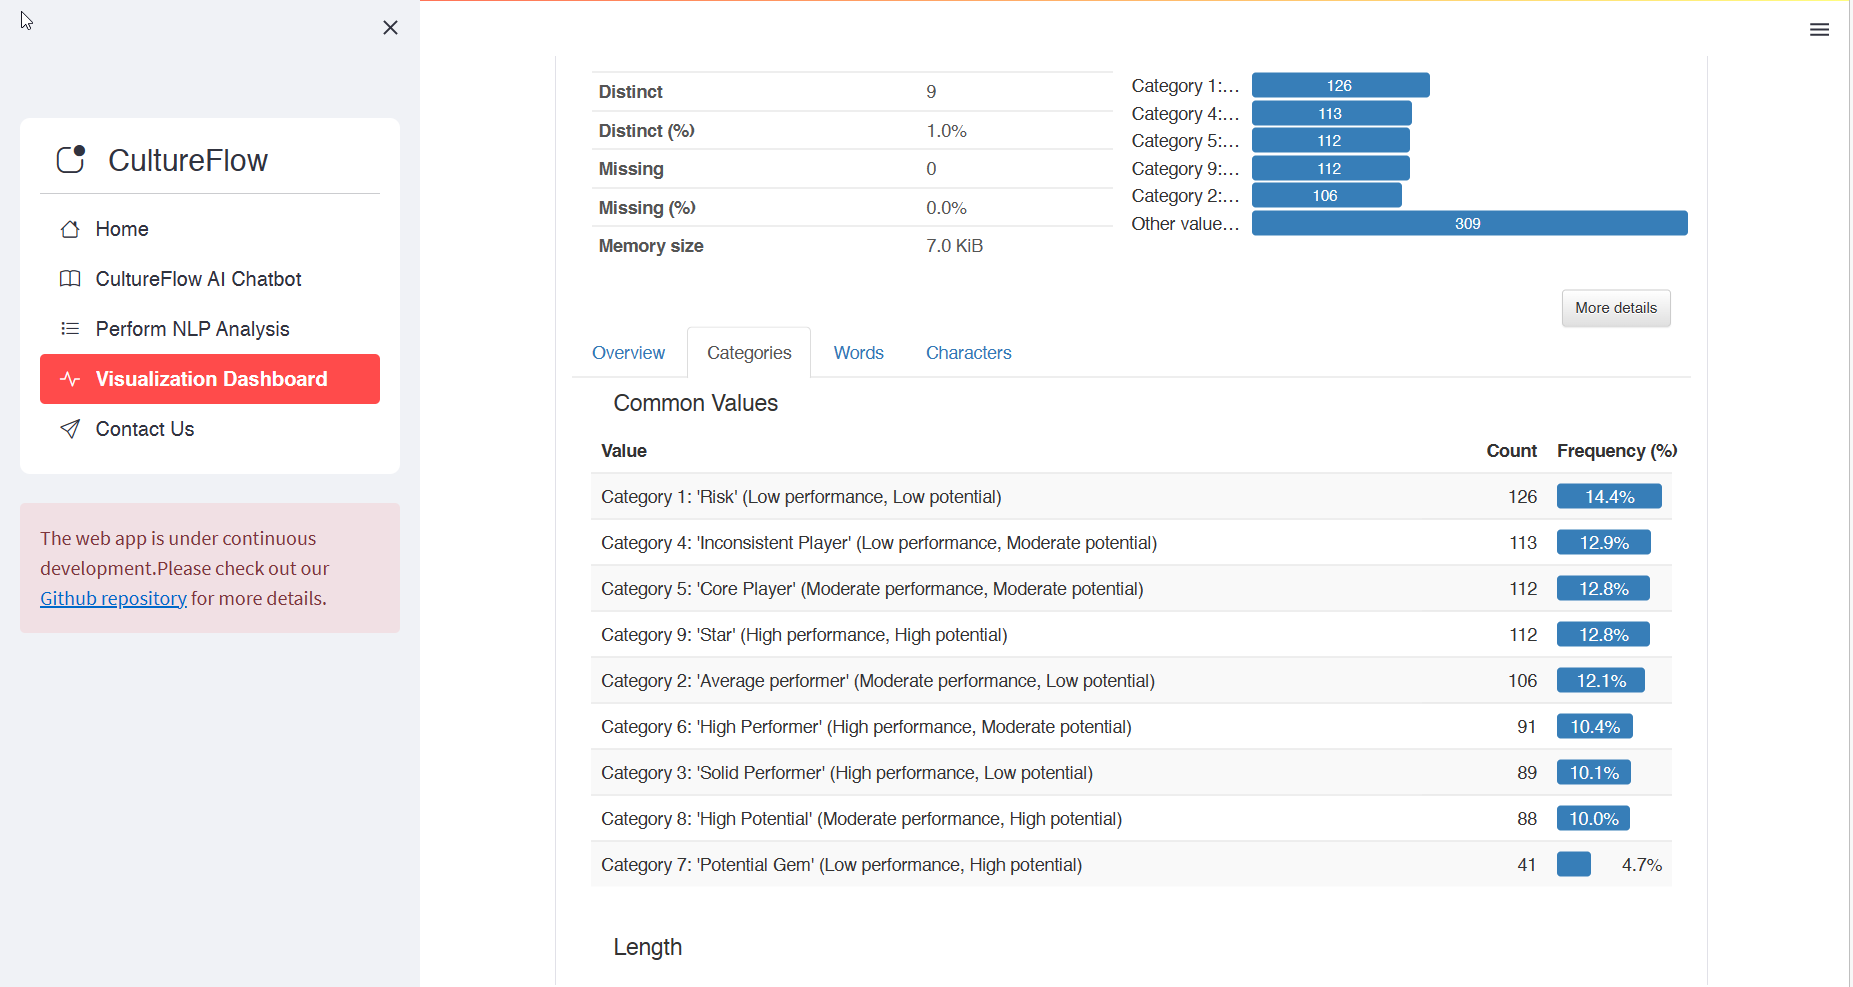 CultureFlow
Home
CultureFlow AI Chatbot
Perform NLP Analysis
Visualization Dashboard
Contact Us
The web app is under continuous
development.Please check out our
Github repository for more details.
Distinct 9
Distinct (%) 1.0%
Missing 0
Missing (%) 0.0%
Memory size 7.0 KiB
Category 1:... 126
Category 4:... 113
Category 5:... 112
Category 9:... 112
Category 2:... 106
Other value... 309
More details
Overview Categories Words Characters
Common Values
Value Count Frequency (%)
Category 1: 'Risk' (Low performance, Low potential) 126 14.4%
Category 4: 'Inconsistent Player' (Low performance, Moderate potential) 113 12.9%
Category 5: 'Core Player' (Moderate performance, Moderate potential) 112 12.8%
Category 9: 'Star' (High performance, High potential) 112 12.8%
Category 2: 'Average performer' (Moderate performance, Low potential) 106 12.1%
Category 6: 'High Performer' (High performance, Moderate potential) 91 10.4%
Category 3: 'Solid Performer' (High performance, Low potential) 89 10.1%
Category 8: 'High Potential' (Moderate performance, High potential) 88 10.0%
Category 7: 'Potential Gem' (Low performance, High potential) 41 4.7%
Length